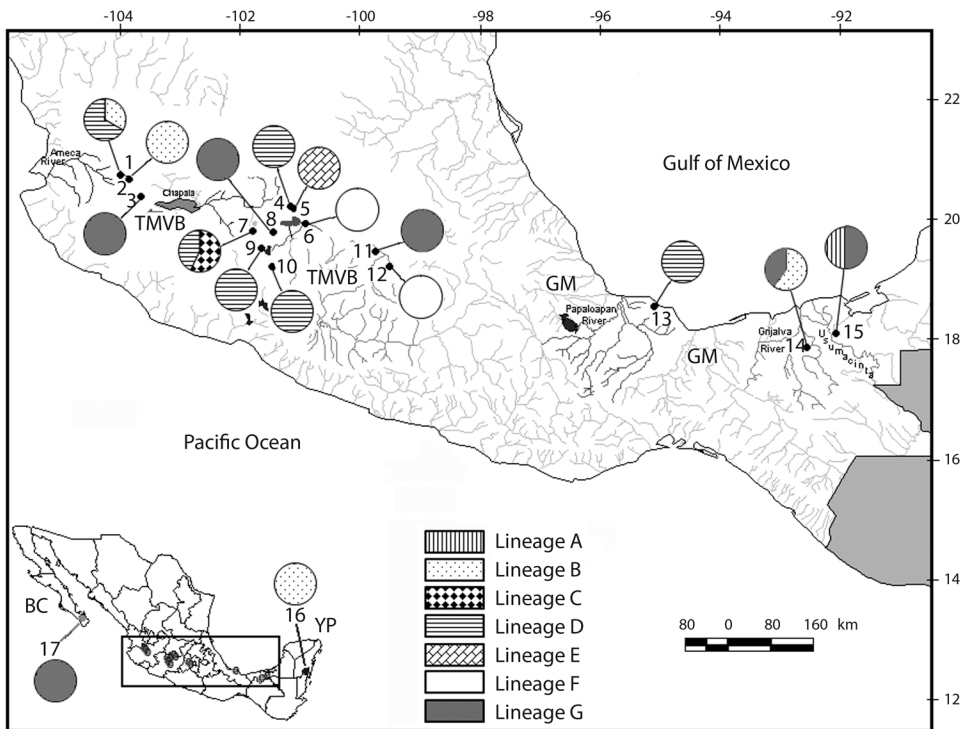 -104 -102 -100 -96 -94 -92
22
Gulf of Mexico
Ameca
River
1
2
3
Chapala
TMVB
4
5
6
7
8
9
10
11
12
TMVB
20
GM
Papaloapan
River
13
GM
Grijalva
River
14
15
Usumacinta
18
Pacific Ocean
16
14
12
BC
17
16
YP
Lineage A
Lineage B
Lineage C
Lineage D
Lineage E
Lineage F
Lineage G
80 0 80 160 km